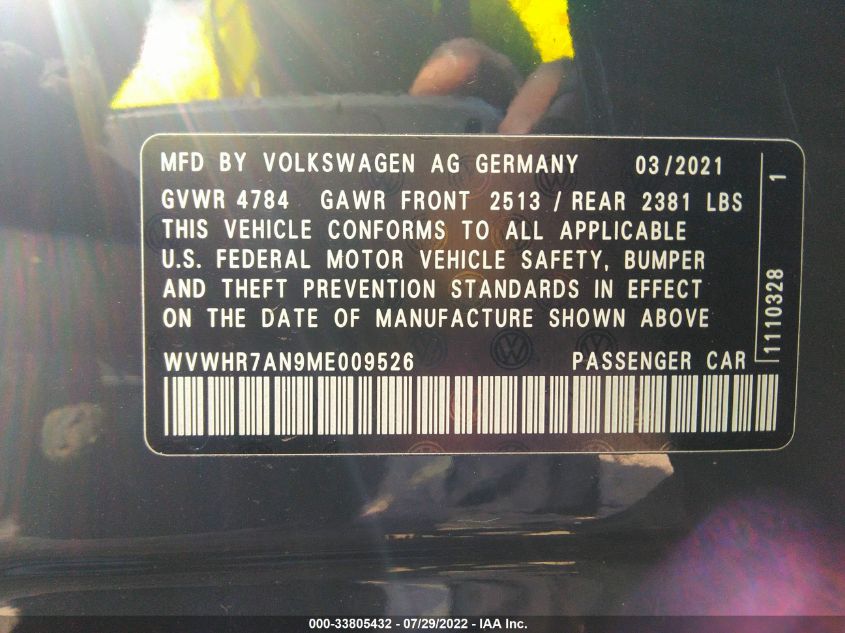 MFD BY VOLKSWAGEN AG GERMANY 03/2021
GVWR 4784 GAWR FRONT 2513 / REAR 2381 LBS
THIS VEHICLE CONFORMS TO ALL APPLICABLE
U.S. FEDERAL MOTOR VEHICLE SAFETY, BUMPER
AND THEFT PREVENTION STANDARDS IN EFFECT
ON THE DATE OF MANUFACTURE SHOWN ABOVE
WVWHR7AN9ME009526 PASSENGER CAR
1110328 1
000-33805432 - 07/29/2022 - IAA Inc.